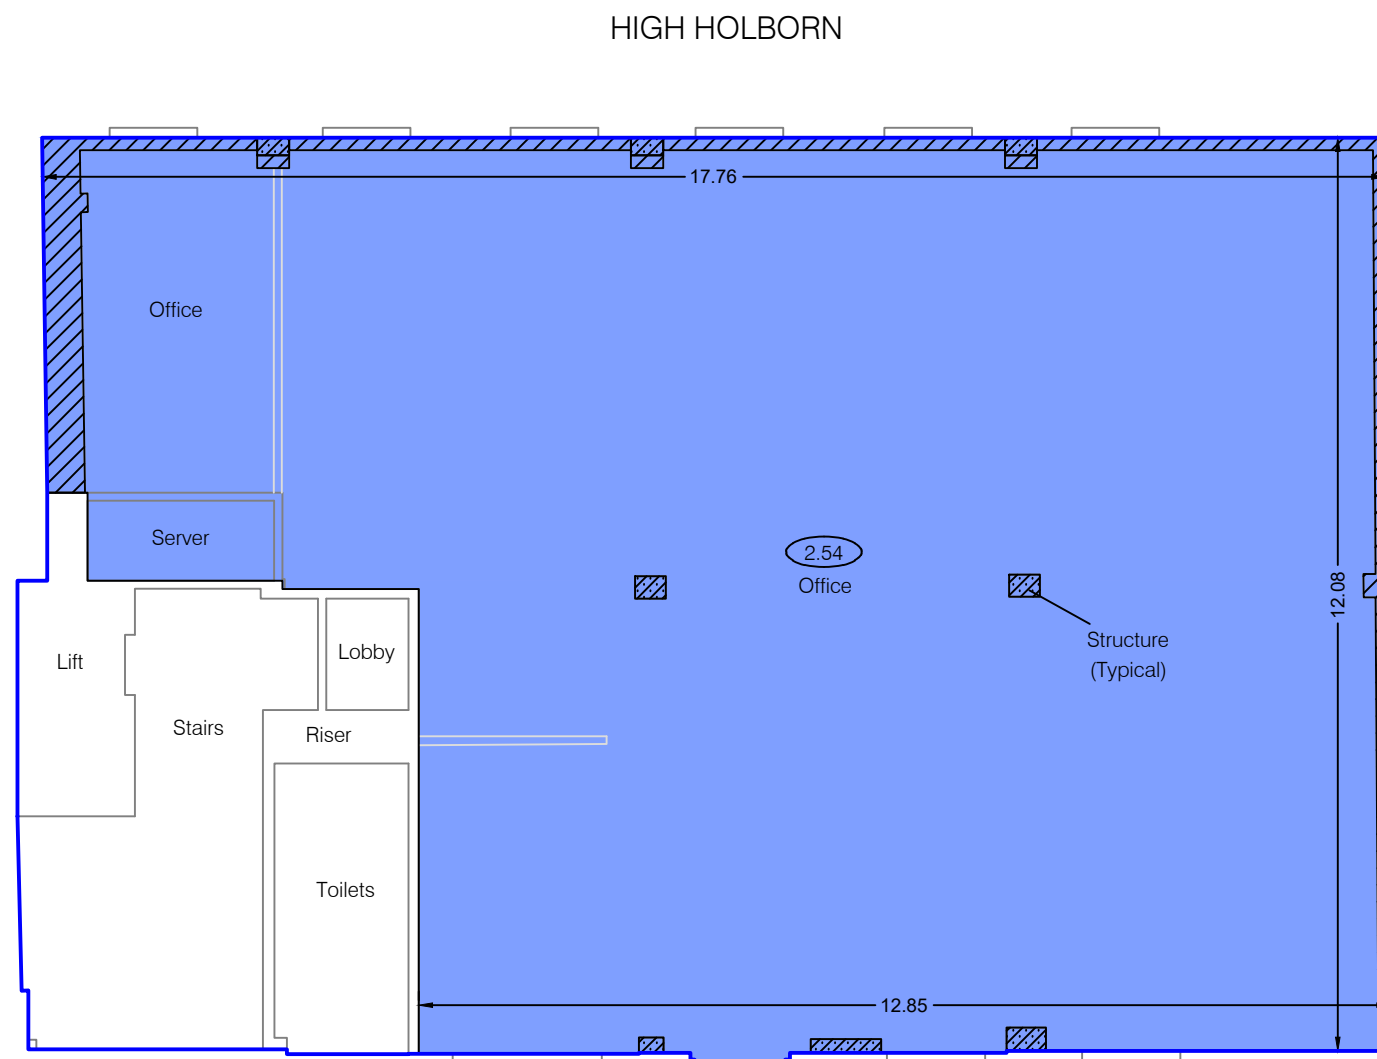 HIGH HOLBORN
17.76
Office
Server
2.54
Office
12.08
Structure
(Typical)
Lift
Lobby
Stairs
Riser
Toilets
12.85